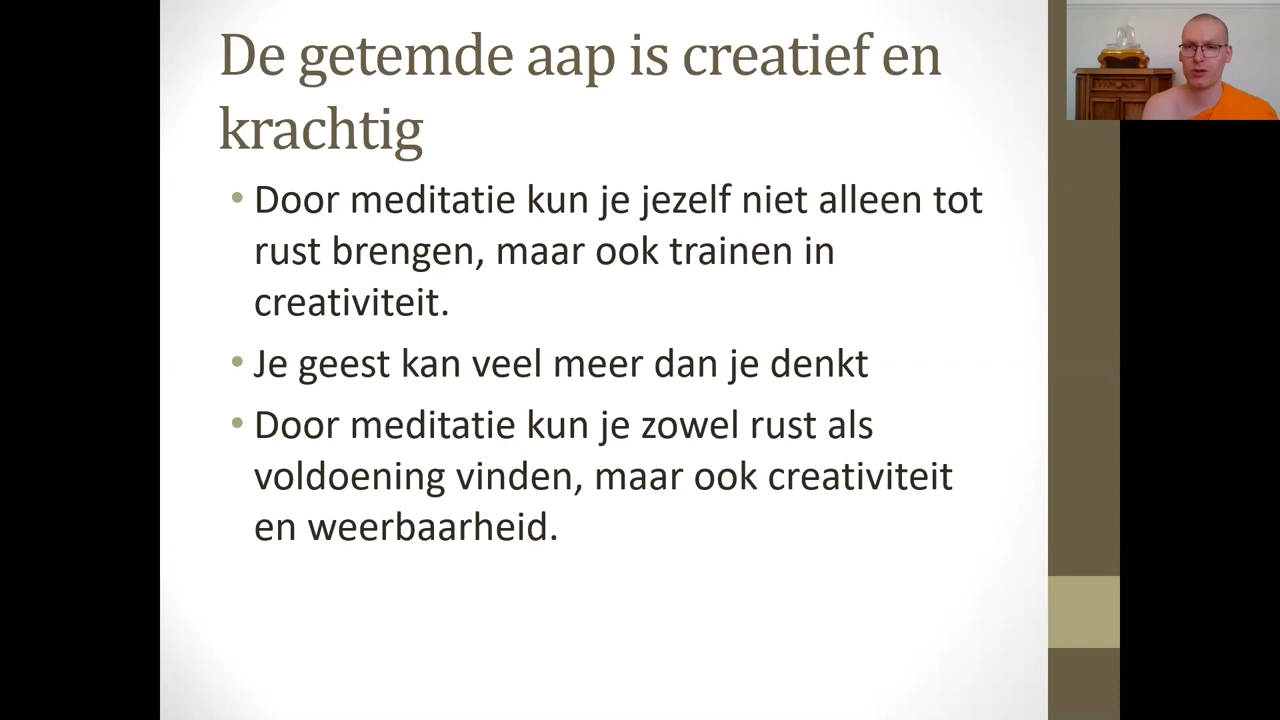 De getemde aap is creatief en
krachtig
• Door meditatie kun je jezelf niet alleen tot
rust brengen, maar ook trainen in
creativiteit.
• Je geest kan veel meer dan je denkt
• Door meditatie kun je zowel rust als
voldoening vinden, maar ook creativiteit
en weerbaarheid.